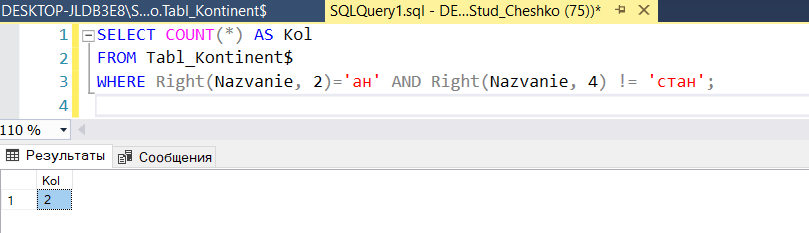 DESKTOP-JLDB3E8\S...o.Tabl_Kontinent$ SQLQuery1.sql - DE...Stud_Cheshko (75))*
1 SELECT COUNT(*) AS Kol
2 FROM Tabl_Kontinent$
3 WHERE Right(Nazvanie, 2)='ан' AND Right(Nazvanie, 4) != 'стан';
4
110 %
Результаты Сообщения
Kol
1 2